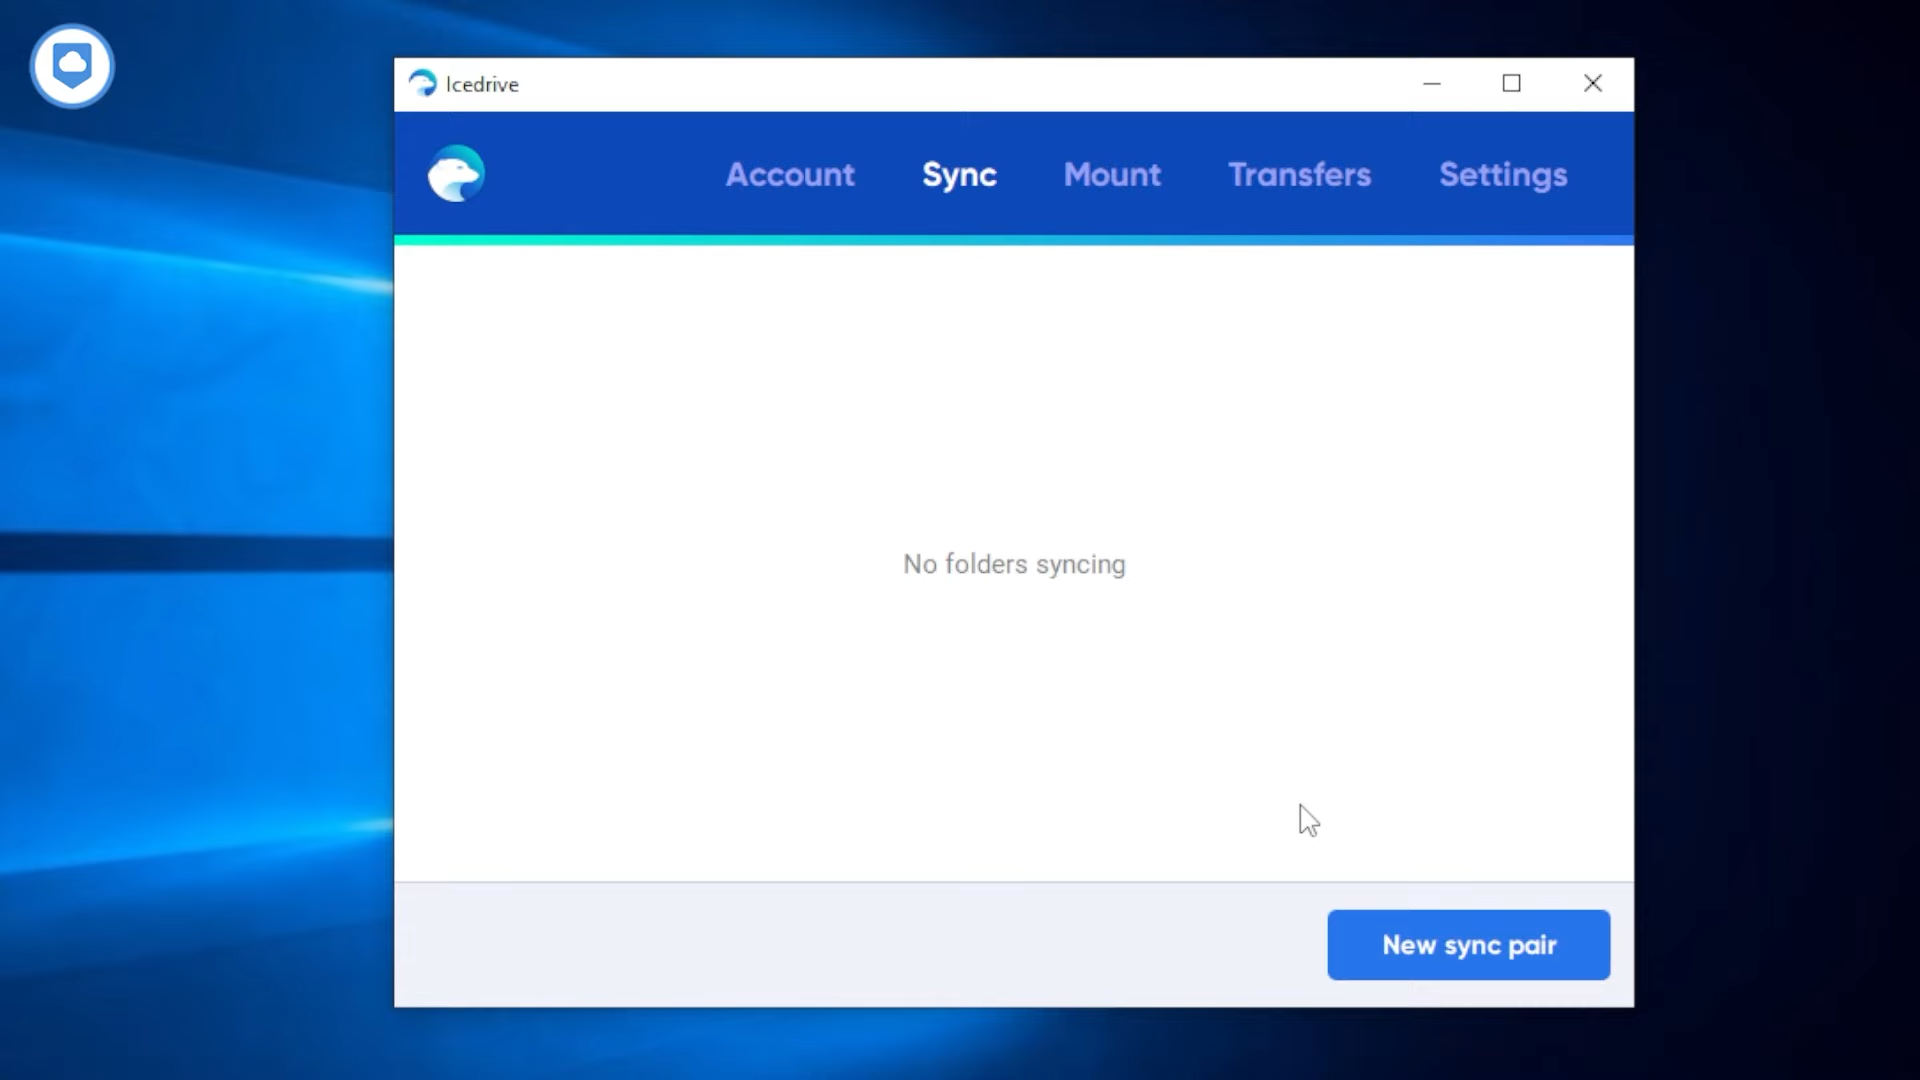 Icedrive
Account Sync Mount Transfers Settings
No folders syncing
New sync pair